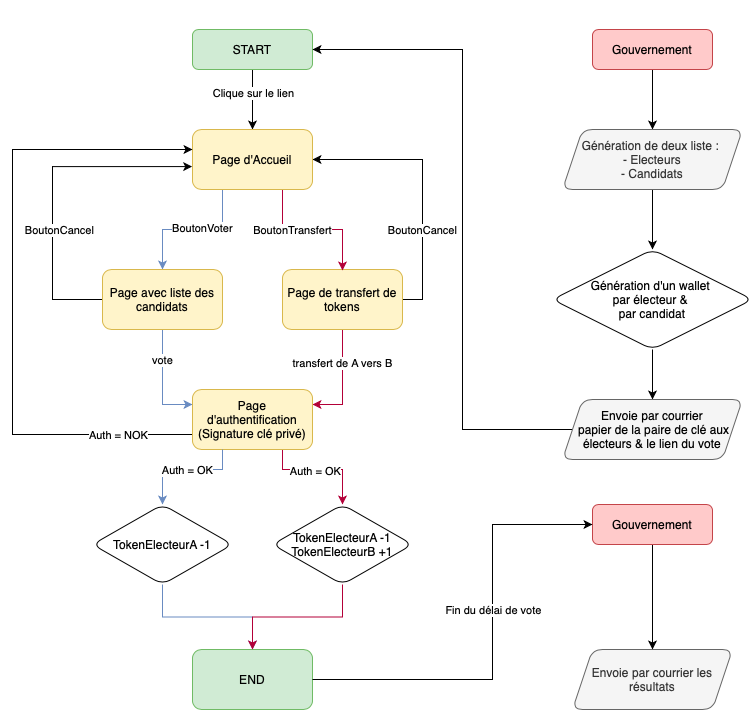 START
Gouvernement
Clique sur le lien
Page d'Accueil
Génération de deux liste :
- Electeurs
- Candidats
BoutonCancel
BoutonVoter
BoutonTransfert
BoutonCancel
Page avec liste des
candidats
Page de transfert de
tokens
Génération d'un wallet
par électeur &
par candidat
vote
transfert de A vers B
Page
d'authentification
(Signature clé privé)
Auth = NOK
Envoie par courrier
papier de la paire de clé aux
électeurs & le lien du vote
Auth = OK
Auth = OK
TokenElecteurA -1
TokenElecteurA -1
TokenElecteurB +1
Gouvernement
Fin du délai de vote
END
Envoie par courrier les
résultats